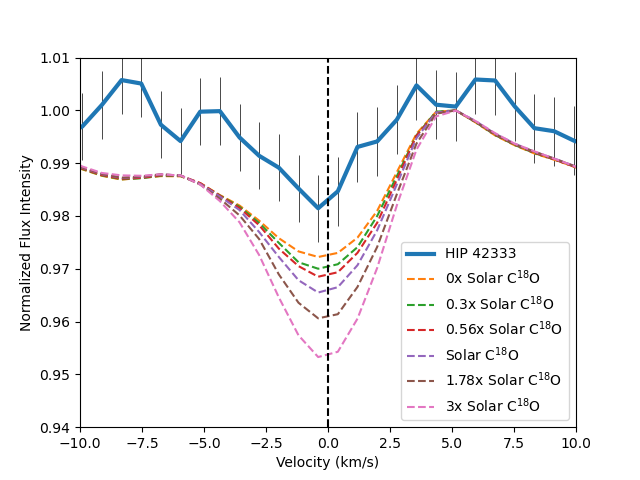 1.01
1.00
0.99
0.98
0.97
0.96
0.95
0.94
Normalized Flux Intensity
HIP 42333
0x Solar C¹⁸O
0.3x Solar C¹⁸O
0.56x Solar C¹⁸O
Solar C¹⁸O
1.78x Solar C¹⁸O
3x Solar C¹⁸O
−10.0 −7.5 −5.0 −2.5 0.0 2.5 5.0 7.5 10.0
Velocity (km/s)